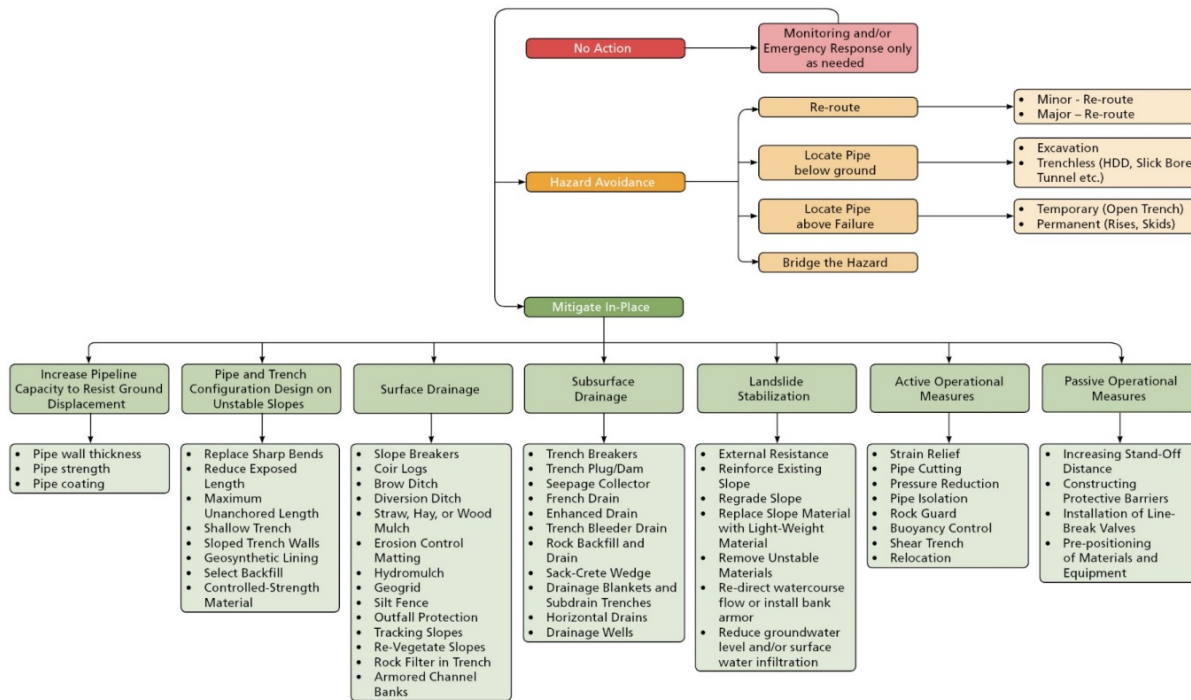 No Action
Monitoring and/or
Emergency Response only
as needed
Hazard Avoidance
Re-route
• Minor - Re-route
• Major – Re-route
Locate Pipe
below ground
• Excavation
• Trenchless (HDD, Slick Bore
Tunnel etc.)
Locate Pipe
above Failure
• Temporary (Open Trench)
• Permanent (Rises, Skids)
Bridge the Hazard
Mitigate In-Place
Increase Pipeline
Capacity to Resist Ground
Displacement
• Pipe wall thickness
• Pipe strength
• Pipe coating
Pipe and Trench
Configuration Design on
Unstable Slopes
• Replace Sharp Bends
• Reduce Exposed
Length
• Maximum
Unanchored Length
• Shallow Trench
• Sloped Trench Walls
• Geosynthetic Lining
• Select Backfill
• Controlled-Strength
Material
Surface Drainage
• Slope Breakers
• Coir Logs
• Brow Ditch
• Diversion Ditch
• Straw, Hay, or Wood
Mulch
• Erosion Control
Matting
• Hydromulch
• Geogrid
• Silt Fence
• Outfall Protection
• Tracking Slopes
• Re-Vegetate Slopes
• Rock Filter in Trench
• Armored Channel
Banks
Subsurface
Drainage
• Trench Breakers
• Trench Plug/Dam
• Seepage Collector
• French Drain
• Enhanced Drain
• Trench Bleeder Drain
• Rock Backfill and
Drain
• Sack-Crete Wedge
• Drainage Blankets and
Subdrain Trenches
• Horizontal Drains
• Drainage Wells
Landslide
Stabilization
• External Resistance
• Reinforce Existing
Slope
• Regrade Slope
• Replace Slope Material
with Light-Weight
Material
• Remove Unstable
Materials
• Re-direct watercourse
flow or install bank
armor
• Reduce groundwater
level and/or surface
water infiltration
Active Operational
Measures
• Strain Relief
• Pipe Cutting
• Pressure Reduction
• Pipe Isolation
• Rock Guard
• Buoyancy Control
• Shear Trench
• Relocation
Passive Operational
Measures
• Increasing Stand-Off
Distance
• Constructing
Protective Barriers
• Installation of Line-
Break Valves
• Pre-positioning
of Materials and
Equipment